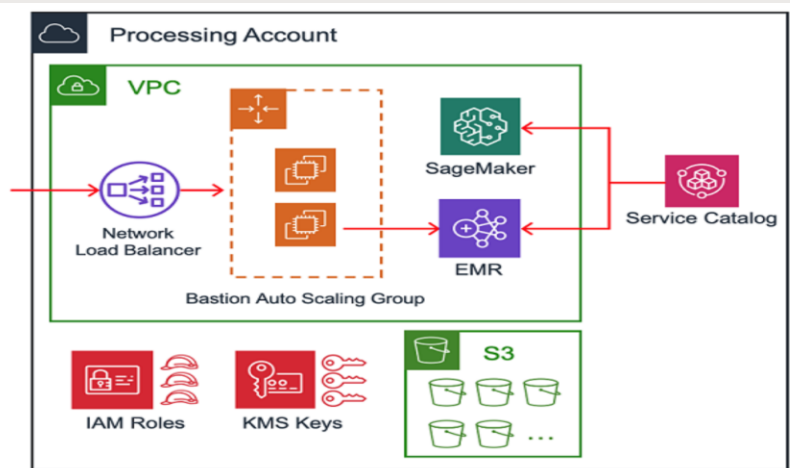 Processing Account
VPC
SageMaker
Service Catalog
Network
Load Balancer
EMR
Bastion Auto Scaling Group
S3
IAM Roles
KMS Keys
...